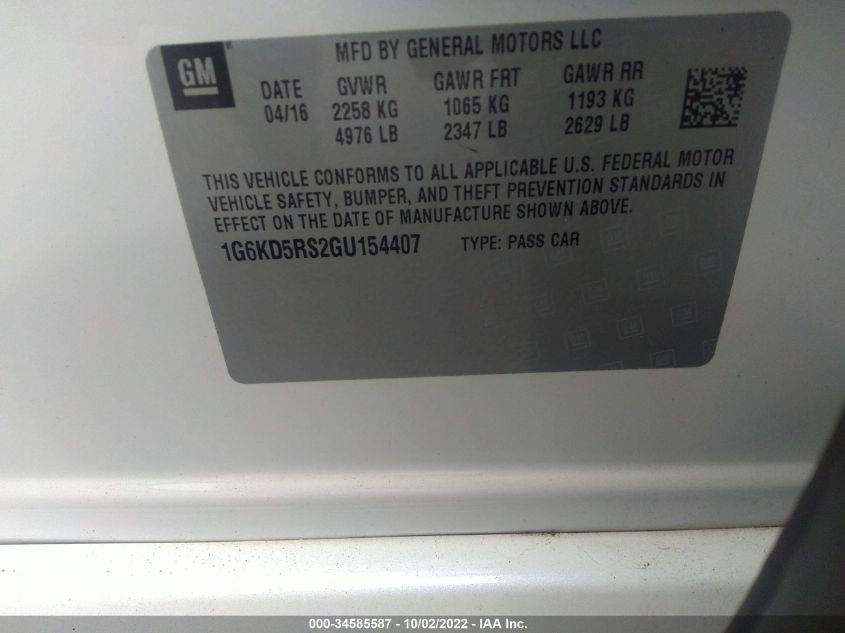 GM
MFD BY GENERAL MOTORS LLC
DATE GVWR GAWR FRT GAWR RR
04/16 2258 KG 1065 KG 1193 KG
4976 LB 2347 LB 2629 LB
THIS VEHICLE CONFORMS TO ALL APPLICABLE U.S. FEDERAL MOTOR
VEHICLE SAFETY, BUMPER, AND THEFT PREVENTION STANDARDS IN
EFFECT ON THE DATE OF MANUFACTURE SHOWN ABOVE.
1G6KD5RS2GU154407 TYPE: PASS CAR
000-34585587 - 10/02/2022 - IAA Inc.